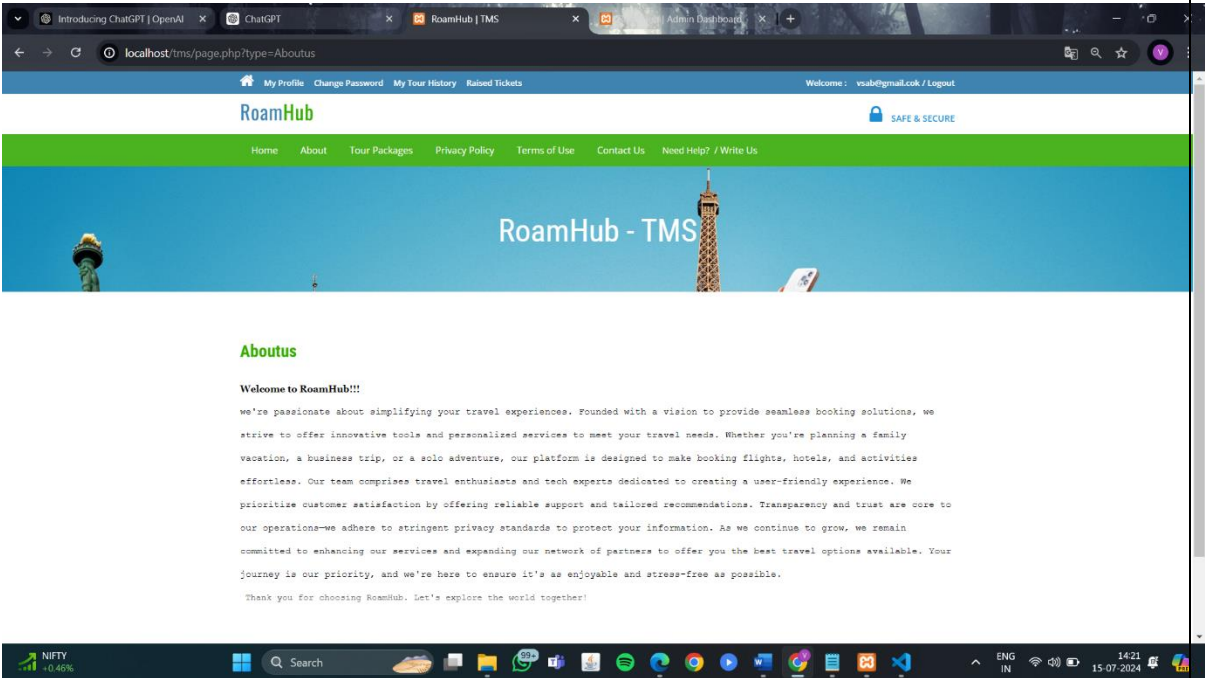 Introducing ChatGPT | OpenAI
ChatGPT
RoamHub | TMS
| Admin Dashboard
localhost/tms/page.php?type=Aboutus
My Profile Change Password My Tour History Raised Tickets
Welcome : vsab@gmail.cok / Logout
RoamHub
SAFE & SECURE
Home About Tour Packages Privacy Policy Terms of Use Contact Us Need Help? / Write Us
RoamHub - TMS
Aboutus
Welcome to RoamHub!!!
we're passionate about simplifying your travel experiences. Founded with a vision to provide seamless booking solutions, we
strive to offer innovative tools and personalized services to meet your travel needs. Whether you're planning a family
vacation, a business trip, or a solo adventure, our platform is designed to make booking flights, hotels, and activities
effortless. Our team comprises travel enthusiasts and tech experts dedicated to creating a user-friendly experience. We
prioritize customer satisfaction by offering reliable support and tailored recommendations. Transparency and trust are core to
our operations—we adhere to stringent privacy standards to protect your information. As we continue to grow, we remain
committed to enhancing our services and expanding our network of partners to offer you the best travel options available. Your
journey is our priority, and we're here to ensure it's as enjoyable and stress-free as possible.
Thank you for choosing RoamHub. Let's explore the world together!
NIFTY
+0.46%
Search
99+
ENG
IN
14:21
15-07-2024